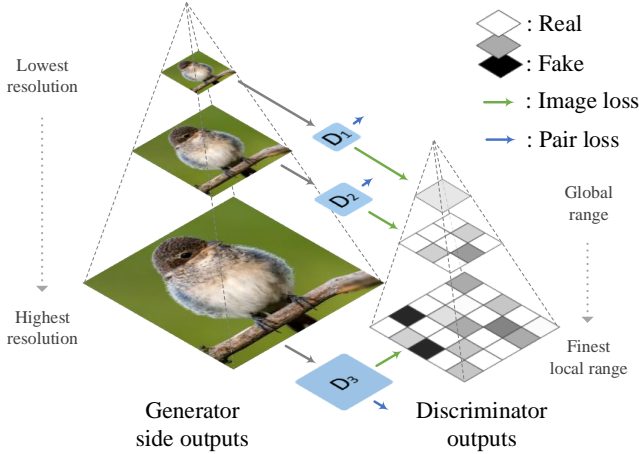 : Real
: Fake
: Image loss
: Pair loss
Lowest
resolution
D1
D2
Global
range
Highest
resolution
D3
Finest
local range
Generator
side outputs
Discriminator
outputs